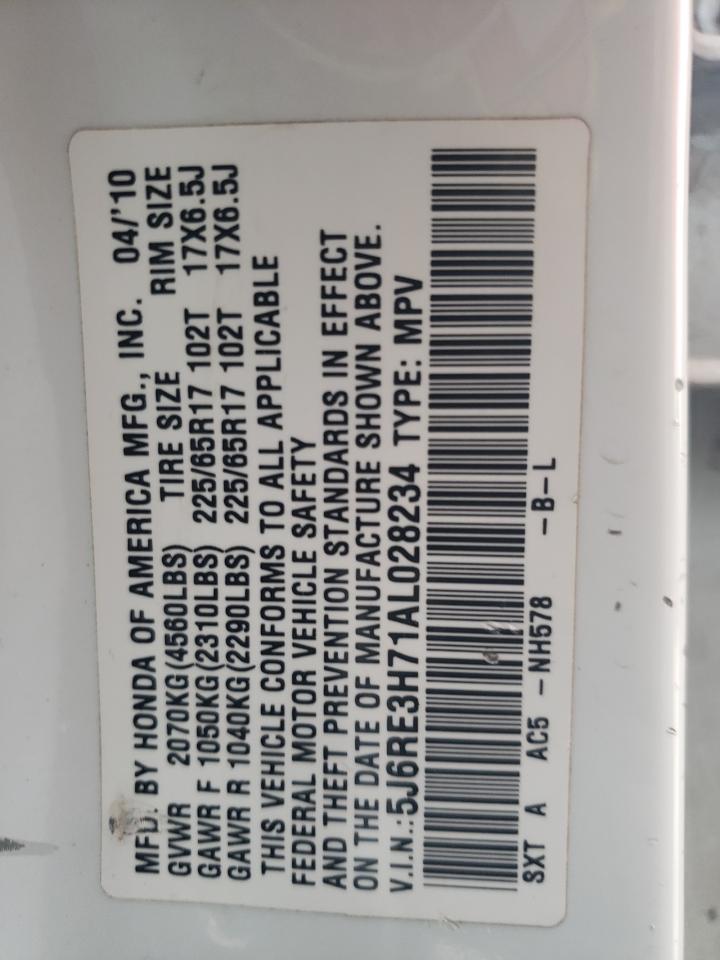 MFD. BY HONDA OF AMERICA MFG., INC. 04/'10
GVWR 2070KG(4560LBS) TIRE SIZE RIM SIZE
GAWR F 1050KG(2310LBS) 225/65R17 102T 17X6.5J
GAWR R 1040KG(2290LBS) 225/65R17 102T 17X6.5J
THIS VEHICLE CONFORMS TO ALL APPLICABLE
FEDERAL MOTOR VEHICLE SAFETY
AND THEFT PREVENTION STANDARDS IN EFFECT
ON THE DATE OF MANUFACTURE SHOWN ABOVE.
V.I.N.:5J6RE3H71AL028234 TYPE: MPV
SXT A AC5 -NH578 -B-L